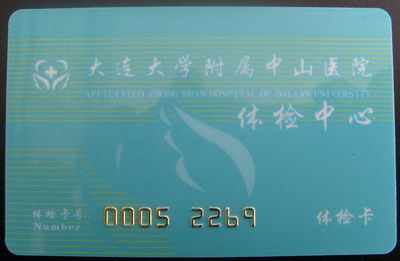 大连大学附属中山医院
AFFILIATED ZHONG SHAN HOSPITAL OF DALIAN UNIVERSITY
体检中心
体检卡号
Number
0005 2269
体检卡